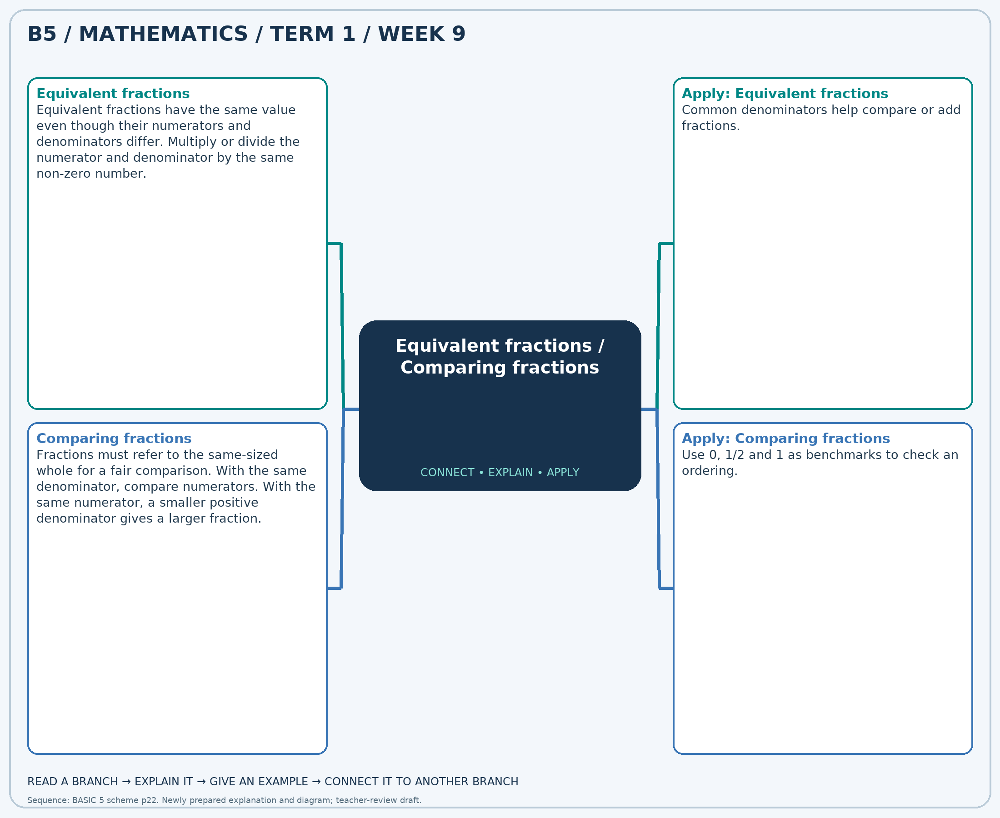 B5 / MATHEMATICS / TERM 1 / WEEK 9
Equivalent fractions
Equivalent fractions have the same value
even though their numerators and
denominators differ. Multiply or divide the
numerator and denominator by the same
non-zero number.
Apply: Equivalent fractions
Common denominators help compare or add
fractions.
Equivalent fractions /
Comparing fractions
CONNECT • EXPLAIN • APPLY
Comparing fractions
Fractions must refer to the same-sized
whole for a fair comparison. With the same
denominator, compare numerators. With the
same numerator, a smaller positive
denominator gives a larger fraction.
Apply: Comparing fractions
Use 0, 1/2 and 1 as benchmarks to check an
ordering.
READ A BRANCH → EXPLAIN IT → GIVE AN EXAMPLE → CONNECT IT TO ANOTHER BRANCH
Sequence: BASIC 5 scheme p22. Newly prepared explanation and diagram; teacher-review draft.